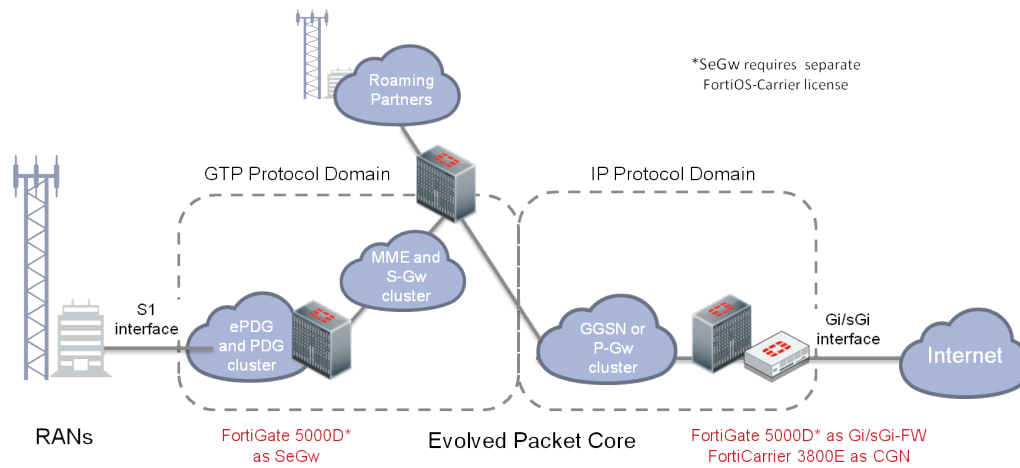 Roaming
Partners
*SeGw requires separate
FortiOS-Carrier license
GTP Protocol Domain
IP Protocol Domain
MME and
S-Gw
cluster
S1
interface
ePDG
and PDG
cluster
GGSN or
P-Gw
cluster
Gi/sGi
interface
Internet
RANs
FortiGate 5000D*
as SeGw
Evolved Packet Core
FortiGate 5000D* as Gi/sGi-FW
FortiCarrier 3800E as CGN